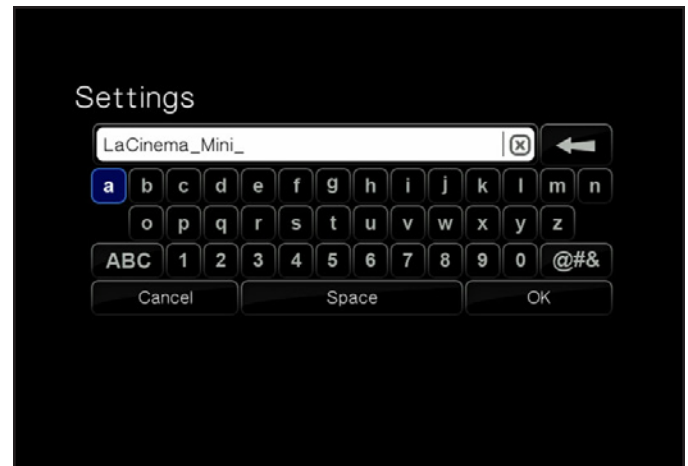 Settings
LaCinema_Mini_
a b c d e f g h i j k l m n
o p q r s t u v w x y z
ABC 1 2 3 4 5 6 7 8 9 0 @#&
Cancel Space OK